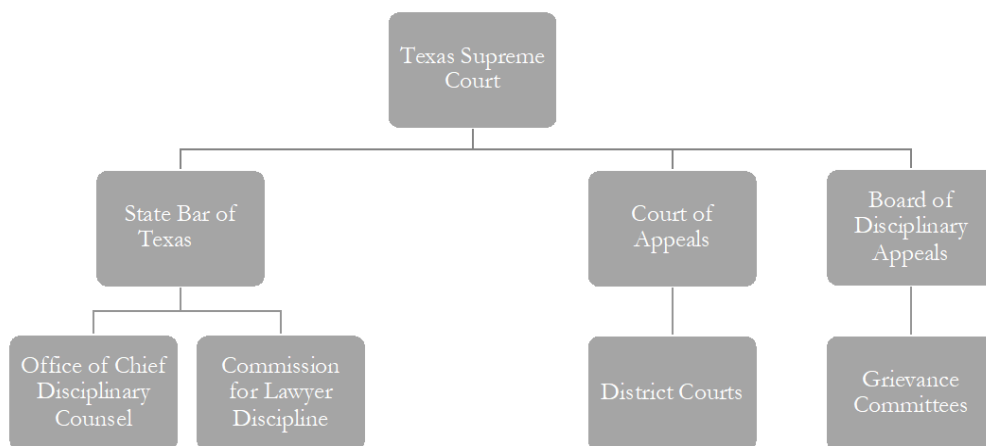 Texas Supreme
Court
State Bar of
Texas
Court of
Appeals
Board of
Disciplinary
Appeals
Office of Chief
Disciplinary
Counsel
Commission
for Lawyer
Discipline
District Courts
Grievance
Committees